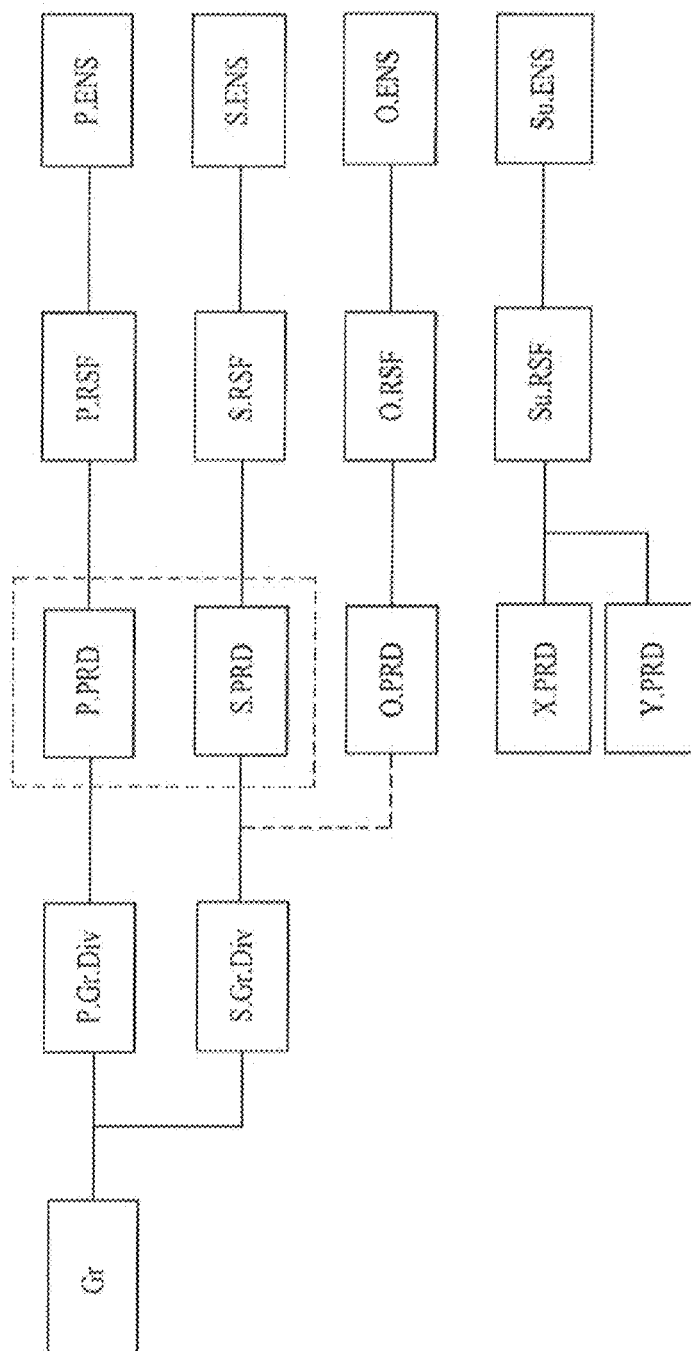 Gr
P.Gr.Div
S.Gr.Div
P.PRD
S.PRD
O.PRD
X.PRD
Y.PRD
P.RSF
S.RSF
O.RSF
Su.RSF
P.ENS
S.ENS
O.ENS
Su.ENS